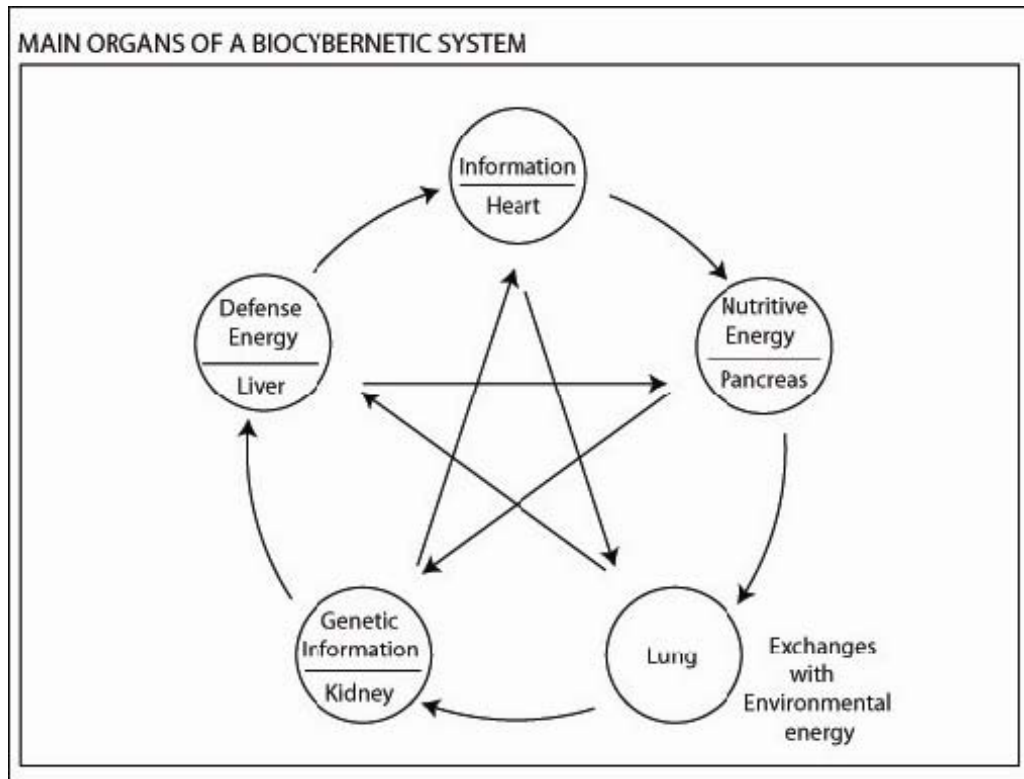 MAIN ORGANS OF A BIOCYBERNETIC SYSTEM
Information
Heart
Defense
Energy
Liver
Nutritive
Energy
Pancreas
Genetic
Information
Kidney
Lung
Exchanges
with
Environmental
energy